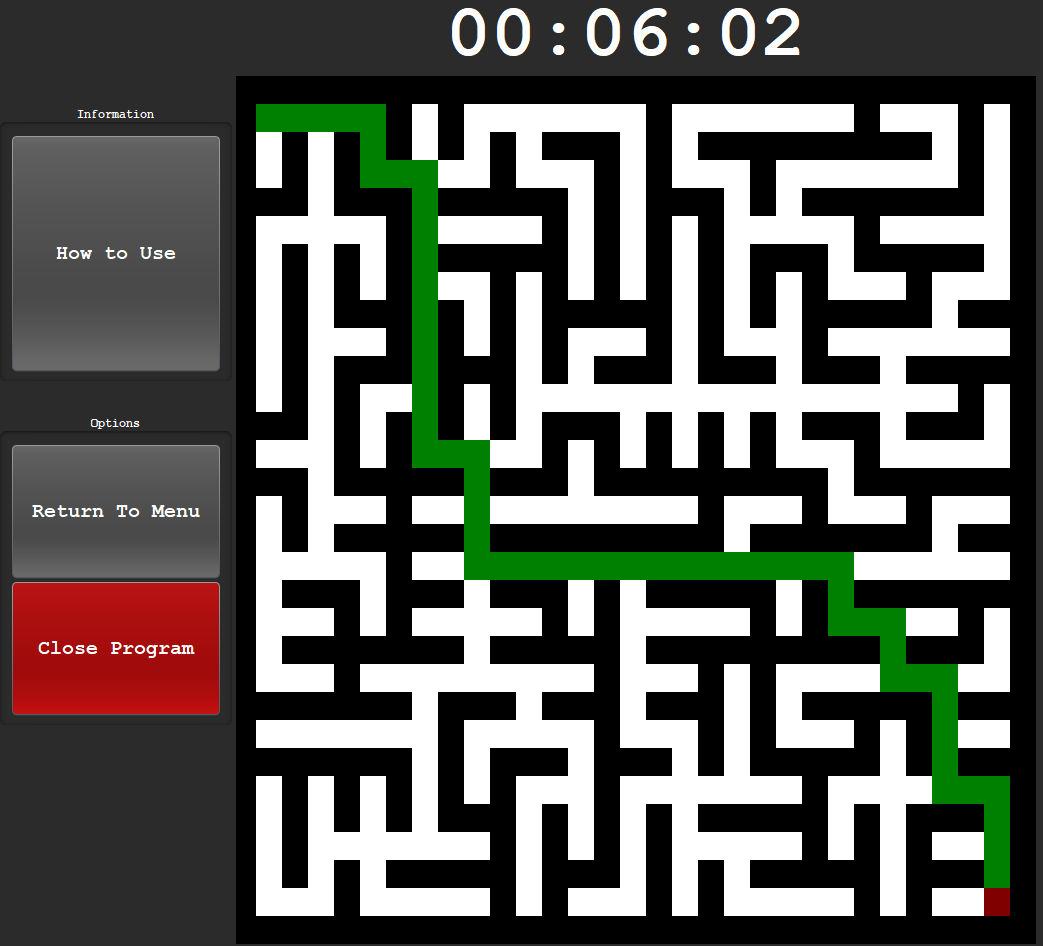 00:06:02
Information
How to Use
Options
Return To Menu
Close Program